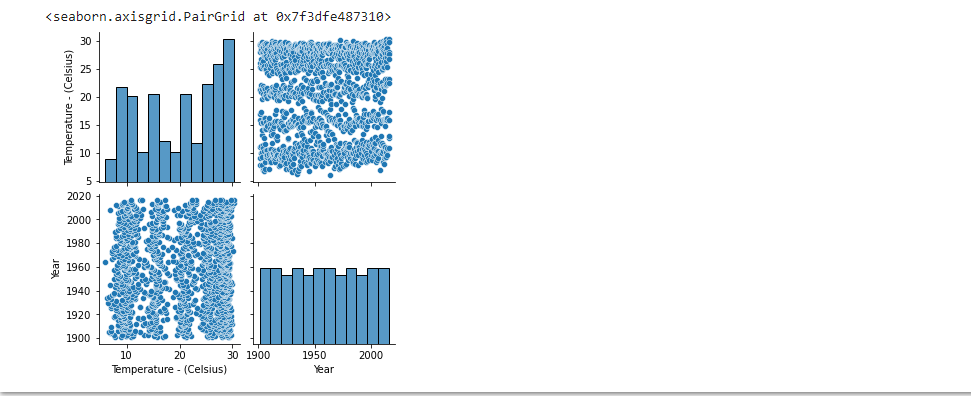 <seaborn.axisgrid.PairGrid at 0x7f3dfe487310>
30
25
20
15
10
5
Temperature - (Celsius)
2020
2000
1980
1960
1940
1920
1900
Year
10 20 30 1900 1950 2000
Temperature - (Celsius) Year